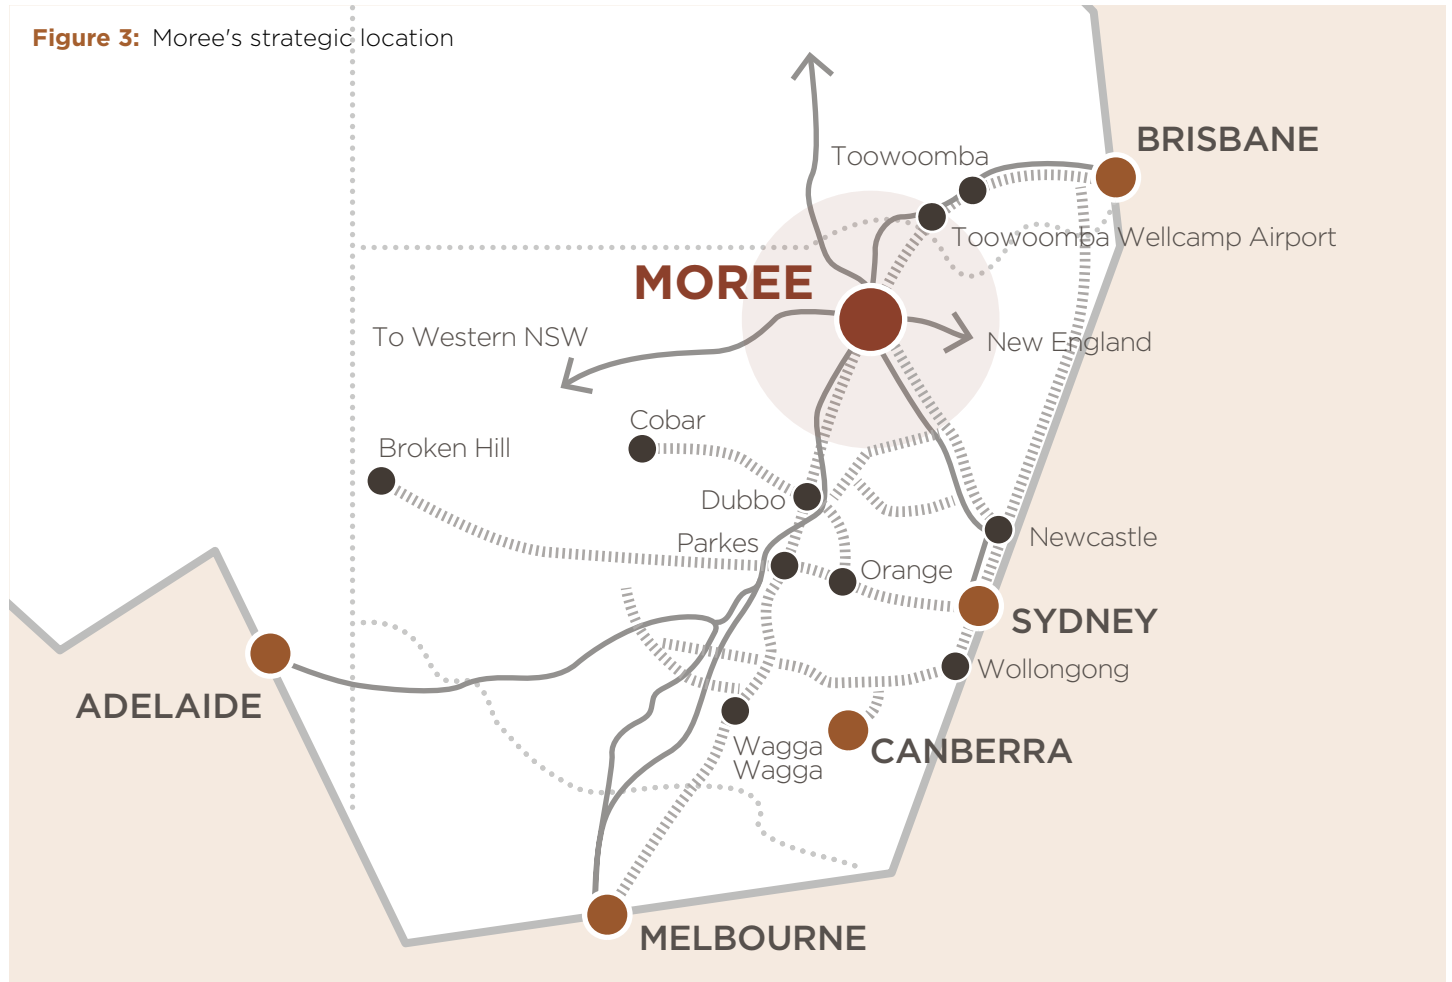 Figure 3: Moree's strategic location
BRISBANE
Toowoomba
Toowoomba Wellcamp Airport
MOREE
To Western NSW
New England
Cobar
Broken Hill
Dubbo
Parkes
Newcastle
Orange
SYDNEY
Wollongong
ADELAIDE
Wagga
Wagga
CANBERRA
MELBOURNE